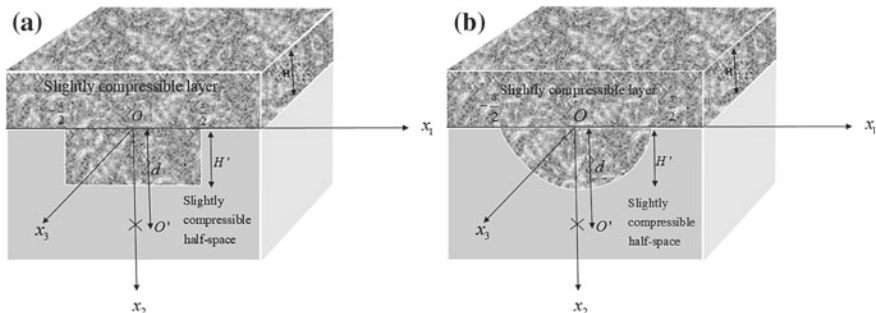 (a)
H
Slightly compressible layer
-s/2
O
s/2
x₁
H'
d
Slightly
compressible
half-space
x₃
O'
x₂
(b)
H
Slightly compressible layer
-s/2
O
s/2
x₁
H'
d
Slightly
compressible
half-space
x₃
O'
x₂